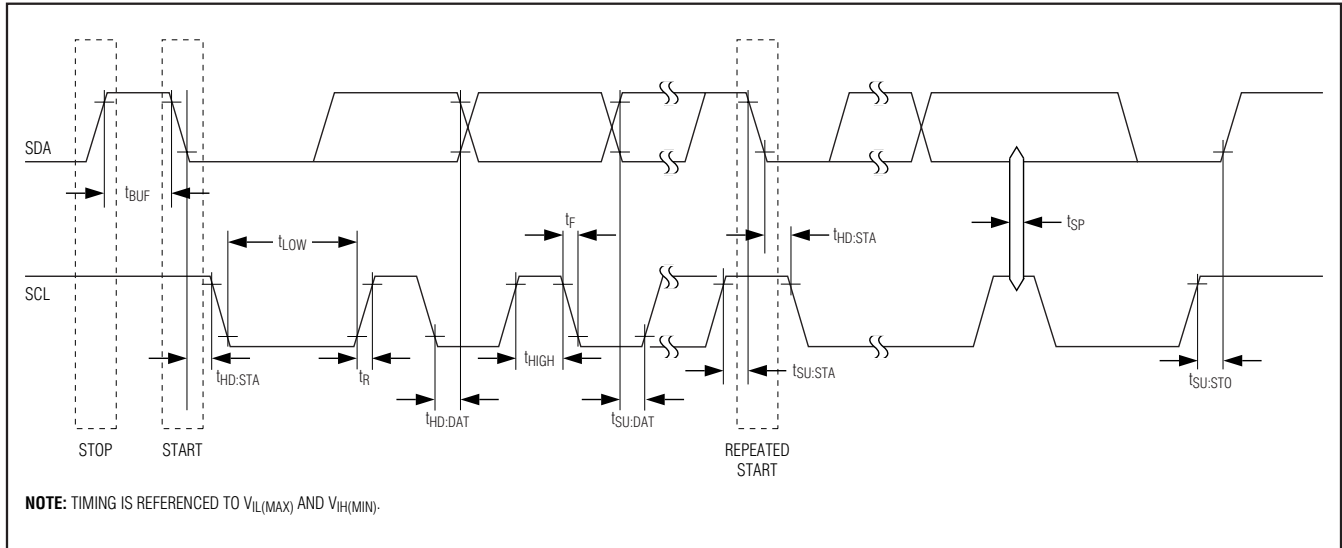 SDA
tBUF
tLOW
tF
tHD:STA
tSP
SCL
tHD:STA
tR
tHIGH
tSU:STA
tSU:STO
tHD:DAT
tSU:DAT
STOP
START
REPEATED
START
NOTE: TIMING IS REFERENCED TO VIL(MAX) AND VIH(MIN).